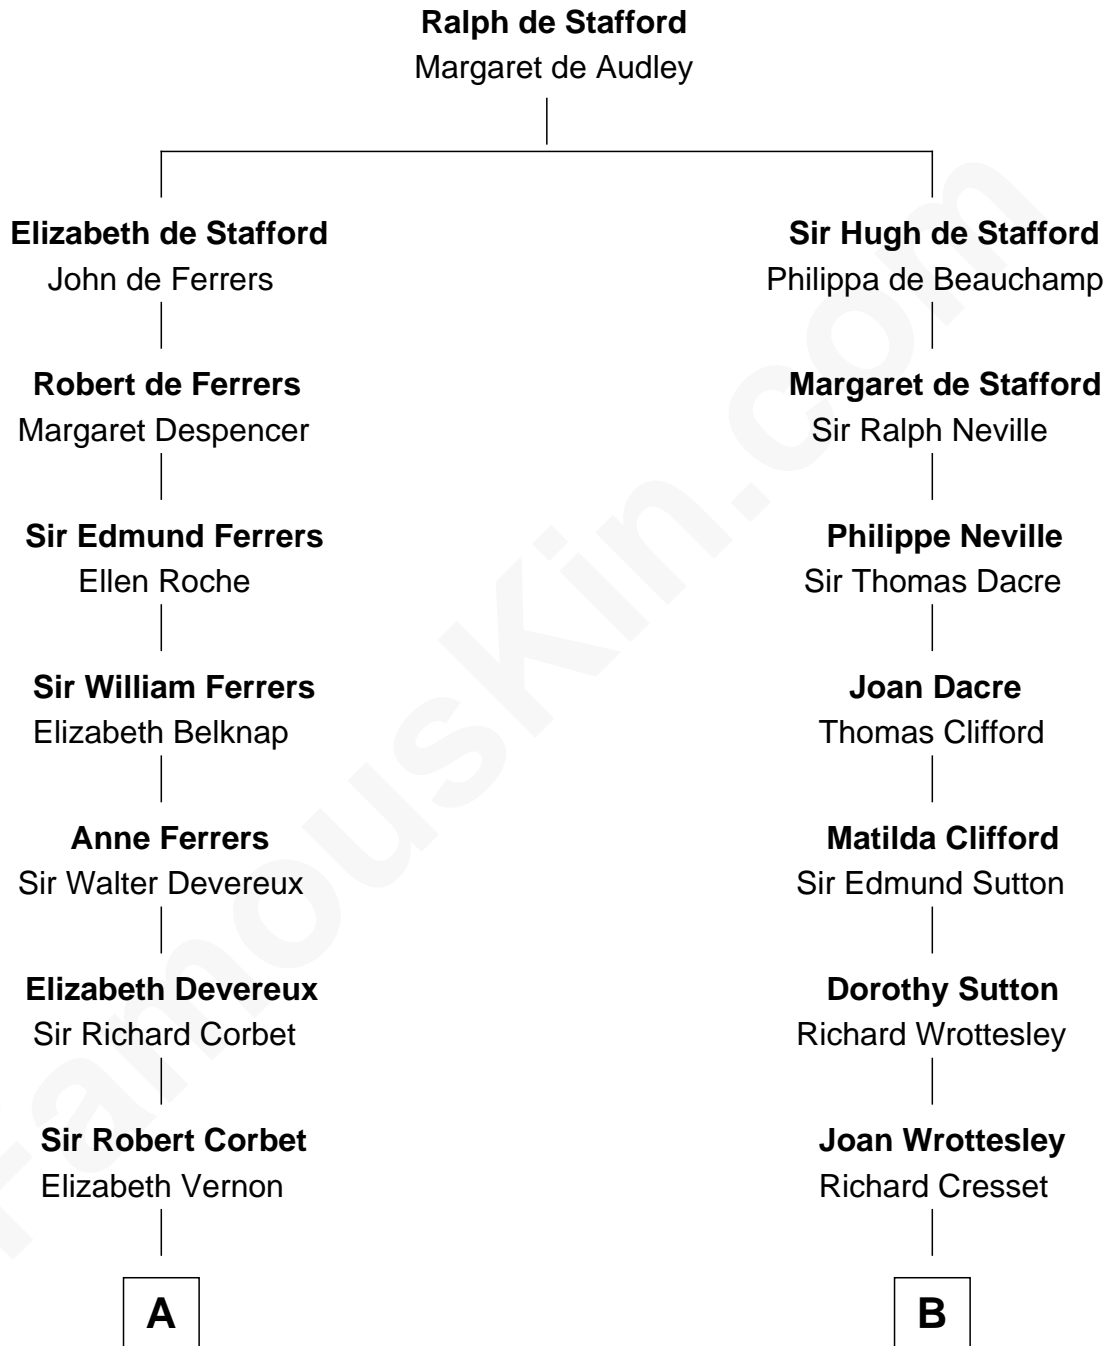 Ralph de Stafford
Margaret de Audley
Elizabeth de Stafford
John de Ferrers
Sir Hugh de Stafford
Philippa de Beauchamp
Robert de Ferrers
Margaret Despencer
Margaret de Stafford
Sir Ralph Neville
Sir Edmund Ferrers
Ellen Roche
Philippe Neville
Sir Thomas Dacre
Sir William Ferrers
Elizabeth Belknap
Joan Dacre
Thomas Clifford
Anne Ferrers
Sir Walter Devereux
Matilda Clifford
Sir Edmund Sutton
Elizabeth Devereux
Sir Richard Corbet
Dorothy Sutton
Richard Wrottesley
Sir Robert Corbet
Elizabeth Vernon
Joan Wrottesley
Richard Cresset
A
B
FamousKin.com